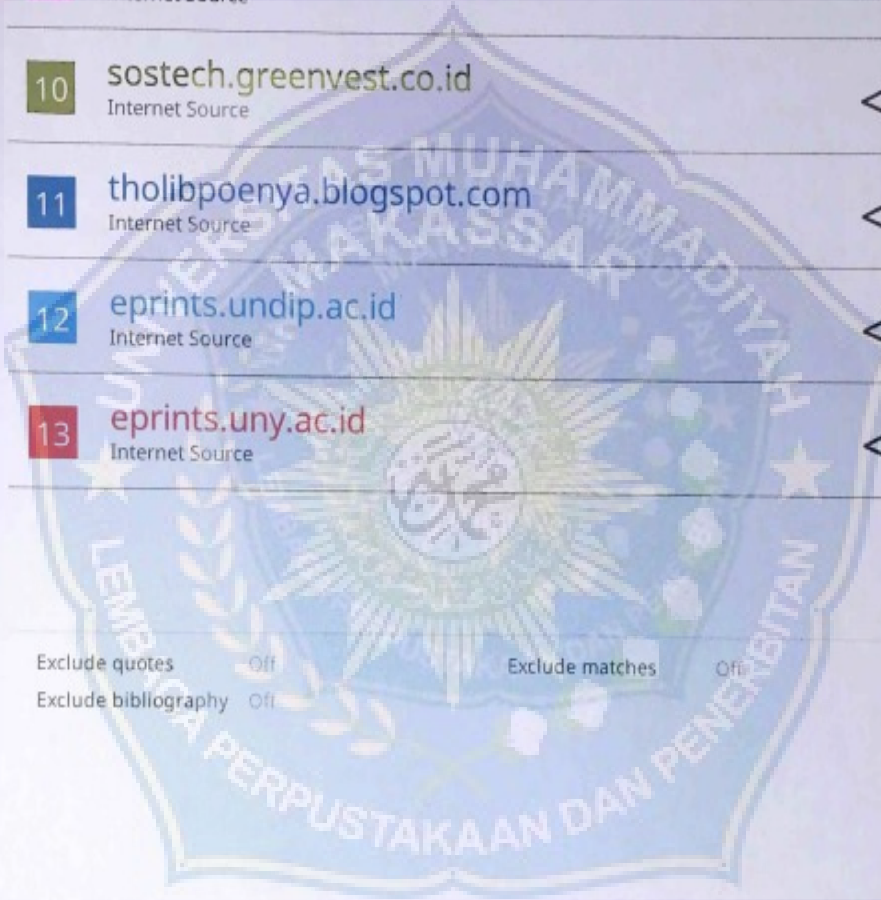 10 sostech.greenvest.co.id
Internet Source
11 tholibpoenya.blogspot.com
Internet Source
12 eprints.undip.ac.id
Internet Source
13 eprints.uny.ac.id
Internet Source
UNIVERSITAS MUHAMMADIYAH
MAKASSAR
LEMBAGA PERPUSTAKAAN DAN PENERBITAN
Exclude quotes Off
Exclude matches Off
Exclude bibliography Off